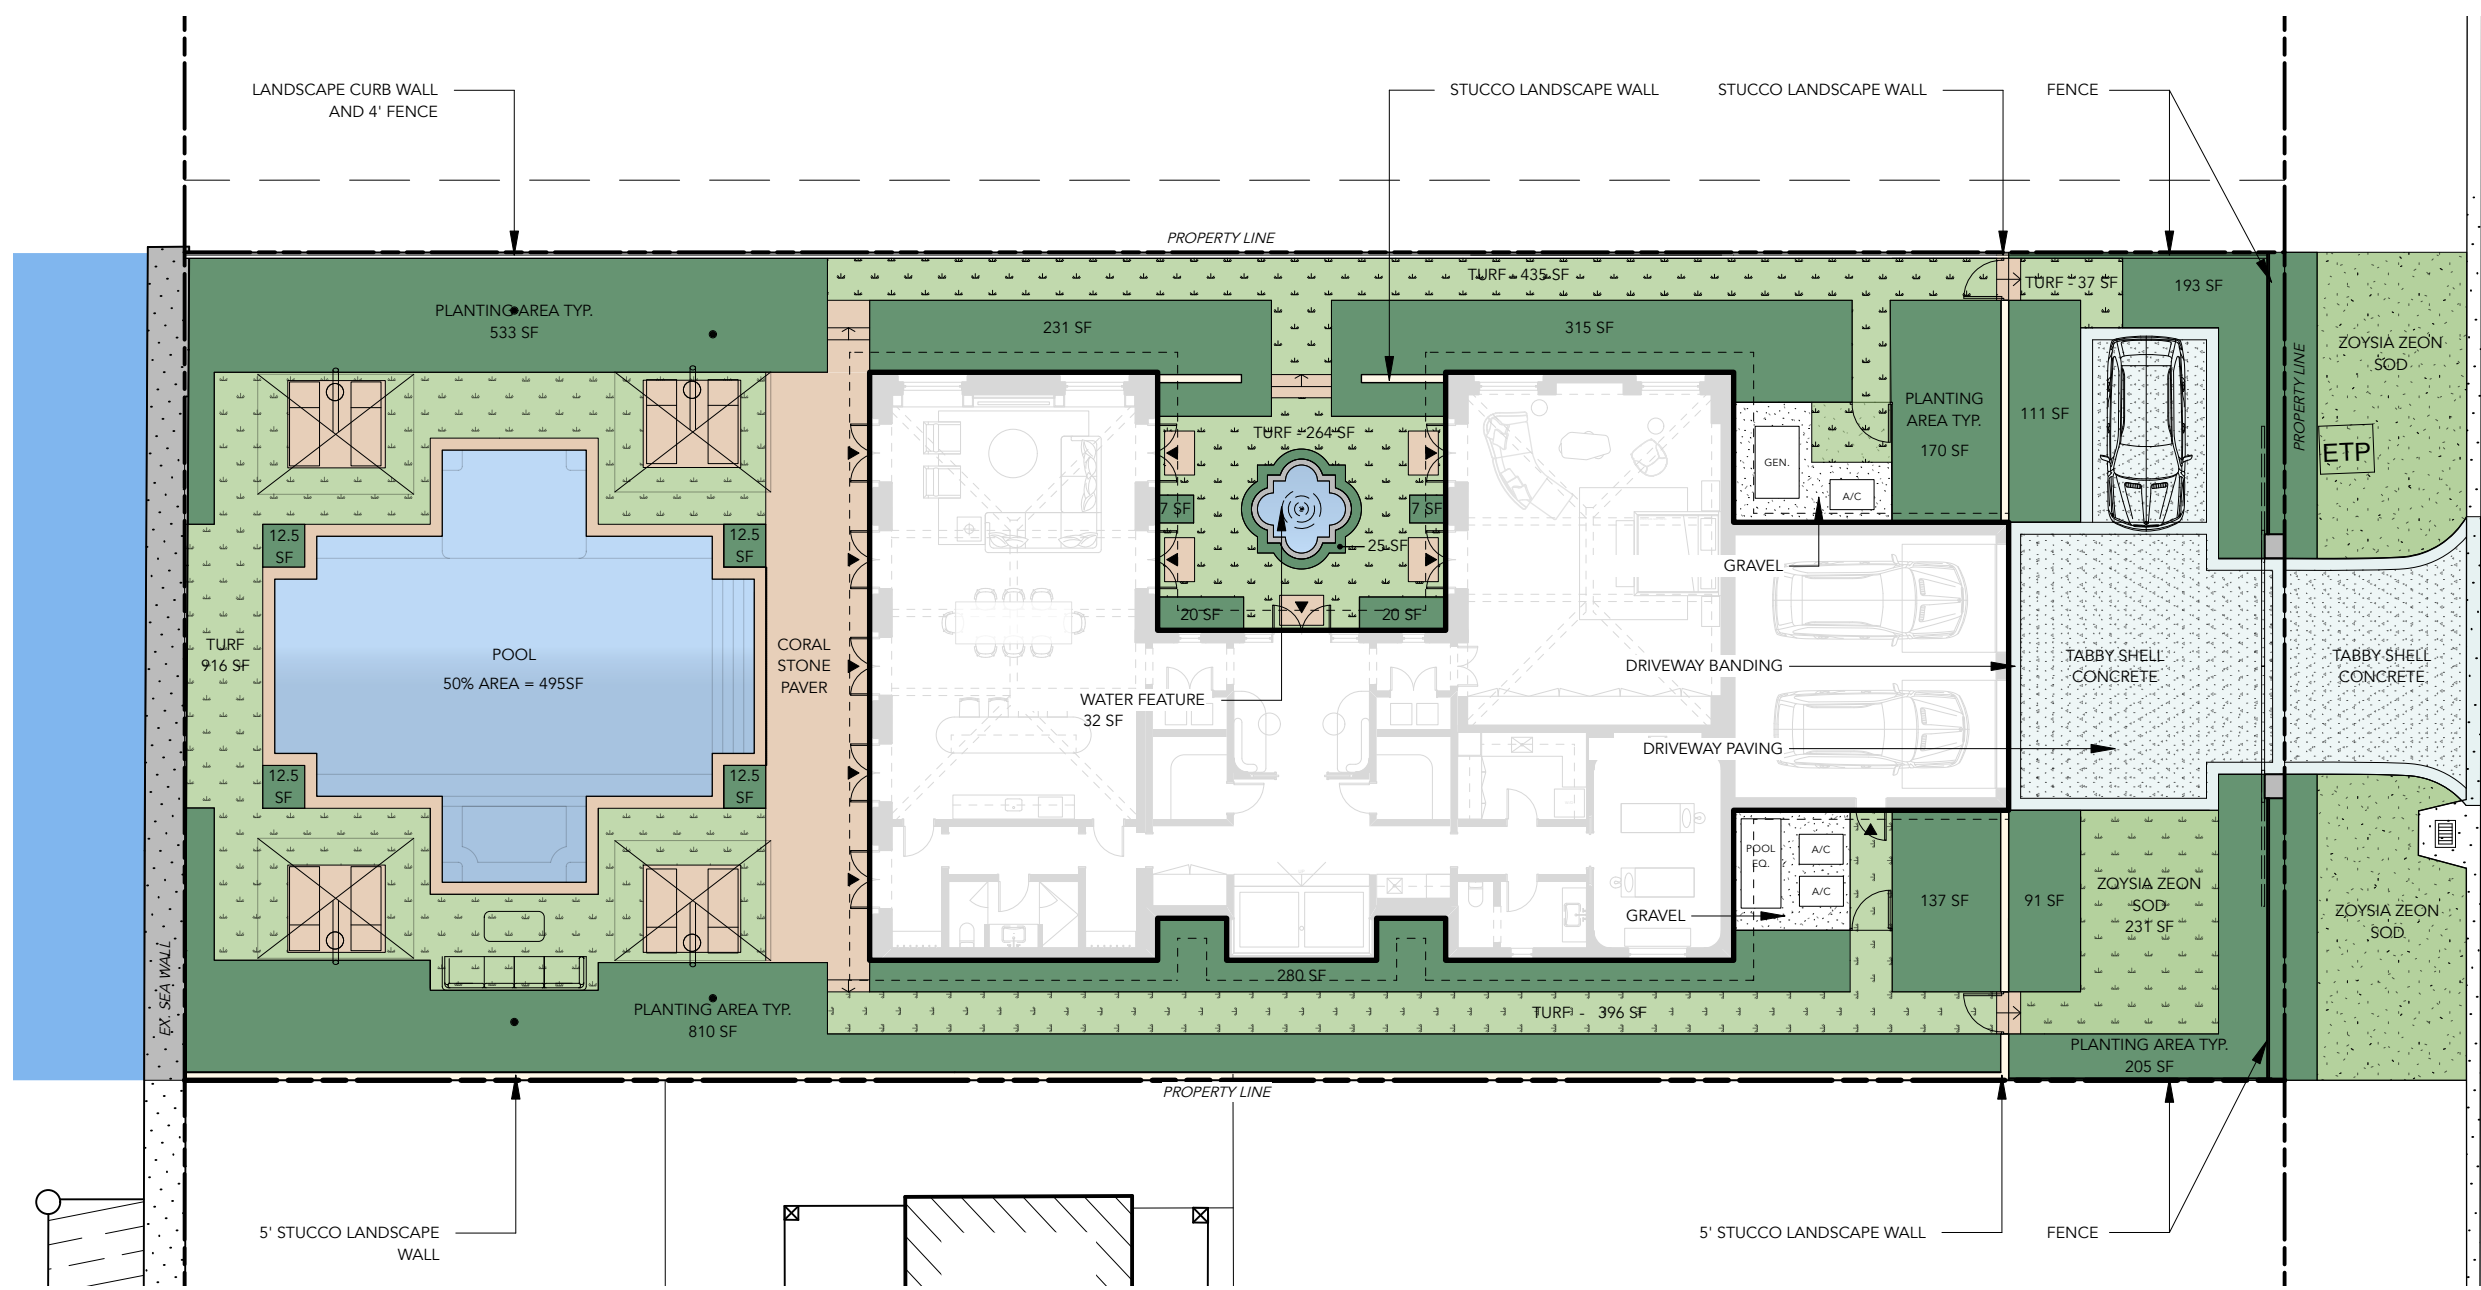 LANDSCAPE CURB WALL
AND 4' FENCE
STUCCO LANDSCAPE WALL
STUCCO LANDSCAPE WALL
FENCE
PROPERTY LINE
PLANTING AREA TYP.
533 SF
TURF - 435 SF
TURF - 37 SF
193 SF
231 SF
315 SF
ZOYSIA ZEON
SOD
PROPERTY LINE
PLANTING
AREA TYP.
170 SF
111 SF
TURF - 264 SF
ETP
GEN.
A/C
7 SF
7 SF
12.5
SF
12.5
SF
25 SF
GRAVEL
20 SF
20 SF
TURF
916 SF
POOL
50% AREA = 495SF
CORAL
STONE
PAVER
DRIVEWAY BANDING
TABBY SHELL
CONCRETE
TABBY SHELL
CONCRETE
WATER FEATURE
32 SF
DRIVEWAY PAVING
12.5
SF
12.5
SF
POOL
EQ.
A/C
A/C
GRAVEL
137 SF
91 SF
ZOYSIA ZEON
SOD
231 SF
ZOYSIA ZEON
SOD
EX. SEA WALL
280 SF
PLANTING AREA TYP.
810 SF
TURF - 396 SF
PLANTING AREA TYP.
205 SF
PROPERTY LINE
5' STUCCO LANDSCAPE
WALL
5' STUCCO LANDSCAPE WALL
FENCE